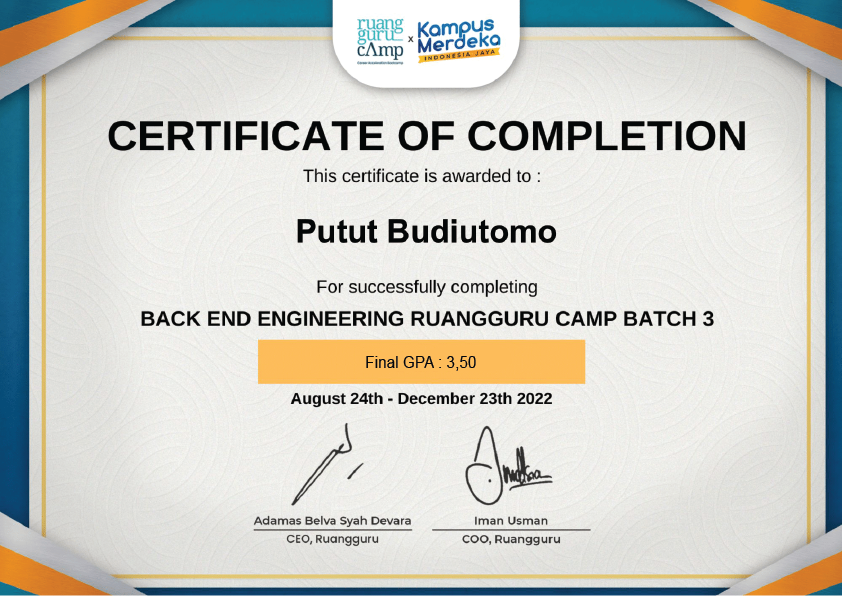 ruang
guru
cAmp
x
Kampus
Merdeka
INDONESIA JAYA
CERTIFICATE OF COMPLETION
This certificate is awarded to :
Putut Budiutomo
For successfully completing
BACK END ENGINEERING RUANGGURU CAMP BATCH 3
Final GPA : 3,50
August 24th - December 23th 2022
Adamas Belva Syah Devara
Iman Usman
CEO, Ruangguru
COO, Ruangguru